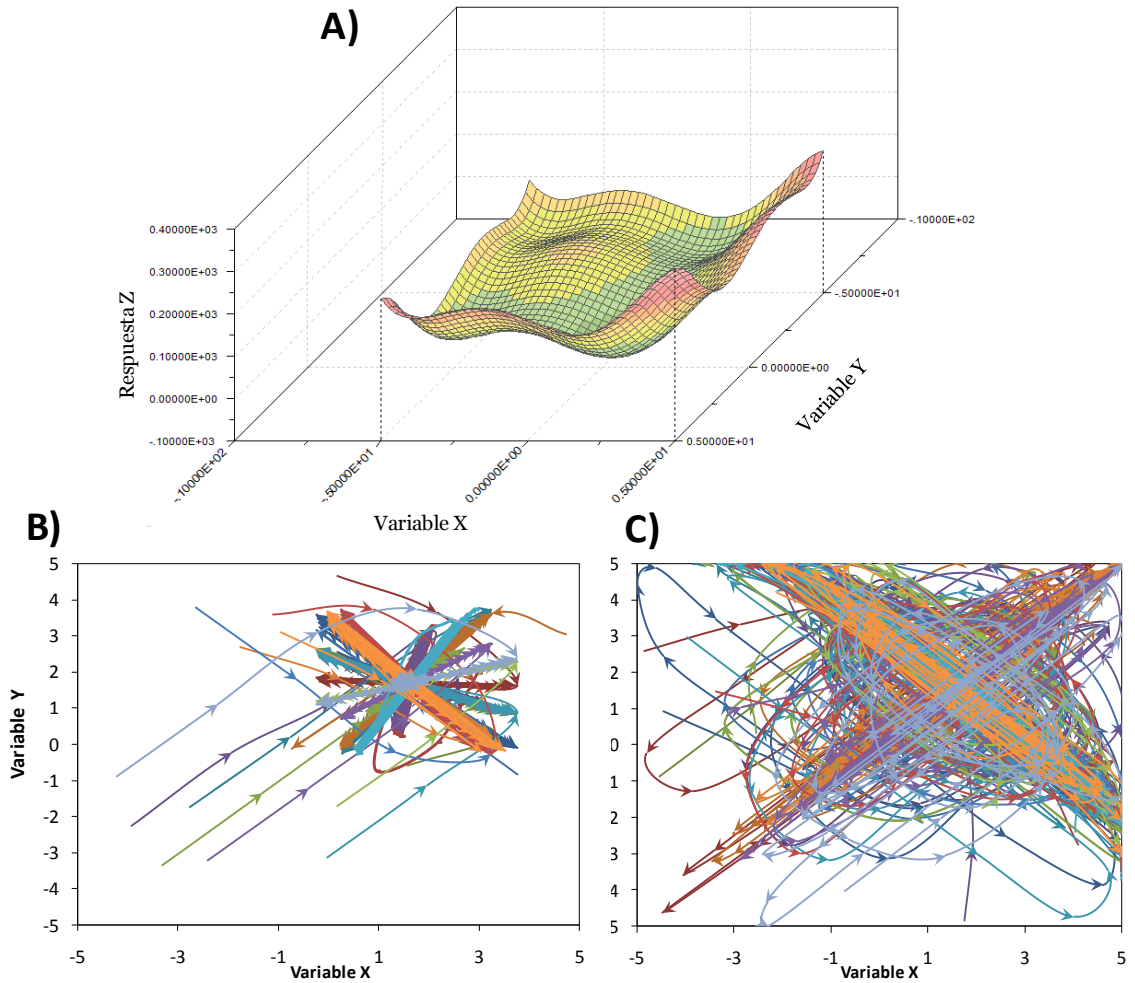 A)
0.40000E+03
0.30000E+03
0.20000E+03
0.10000E+03
0.00000E+00
-.10000E+03
Respuesta Z
-.10000E+02
-.50000E+01
0.00000E+00
0.50000E+01
Variable X
-.10000E+02
-.50000E+01
0.00000E+00
0.50000E+01
Variable Y
B)
5
4
3
2
1
0
-1
-2
-3
-4
-5
Variable Y
-5
-3
-1
1
3
5
Variable X
C)
5
4
3
2
1
0
1
2
3
4
5
-5
-3
-1
1
3
5
Variable X